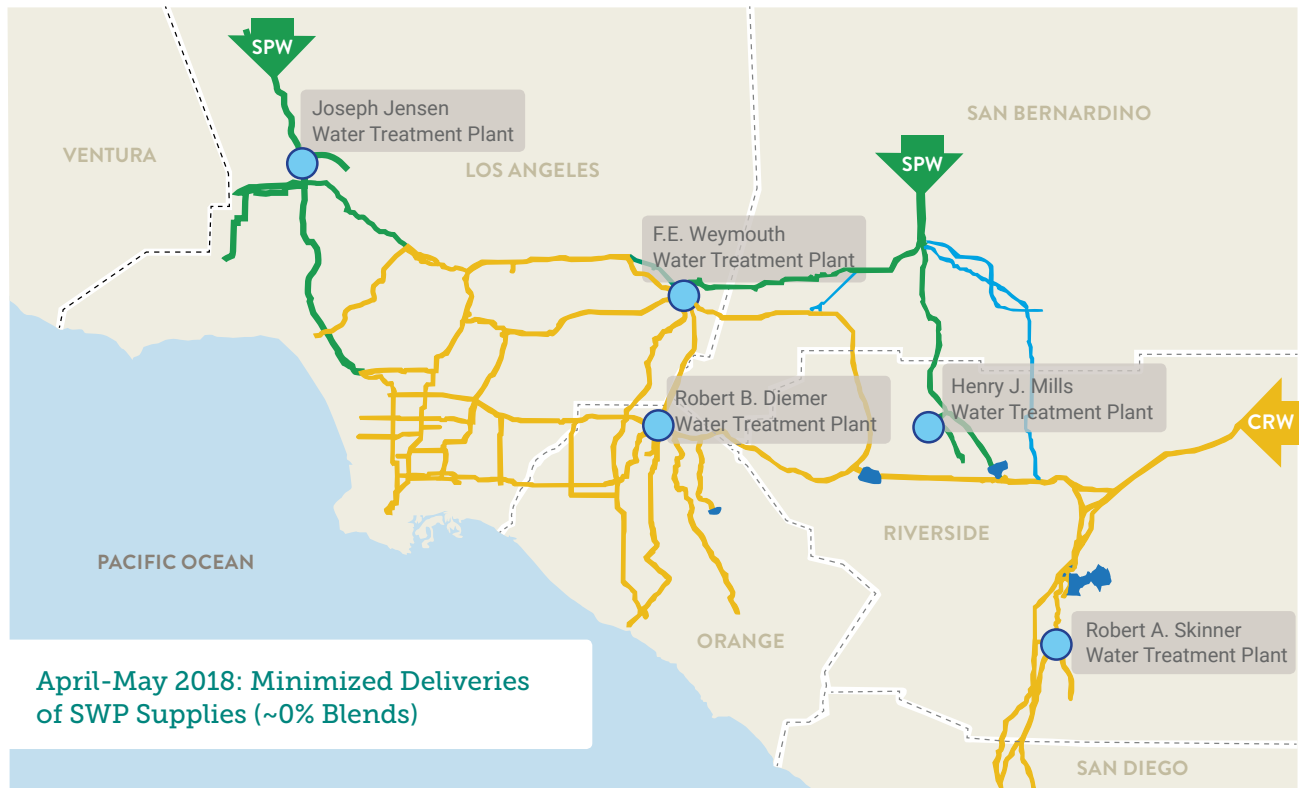 SPW
Joseph Jensen
Water Treatment Plant
SAN BERNARDINO
VENTURA
LOS ANGELES
SPW
F.E. Weymouth
Water Treatment Plant
Henry J. Mills
Water Treatment Plant
Robert B. Diemer
Water Treatment Plant
CRW
RIVERSIDE
PACIFIC OCEAN
ORANGE
Robert A. Skinner
Water Treatment Plant
April-May 2018: Minimized Deliveries
of SWP Supplies (~0% Blends)
SAN DIEGO